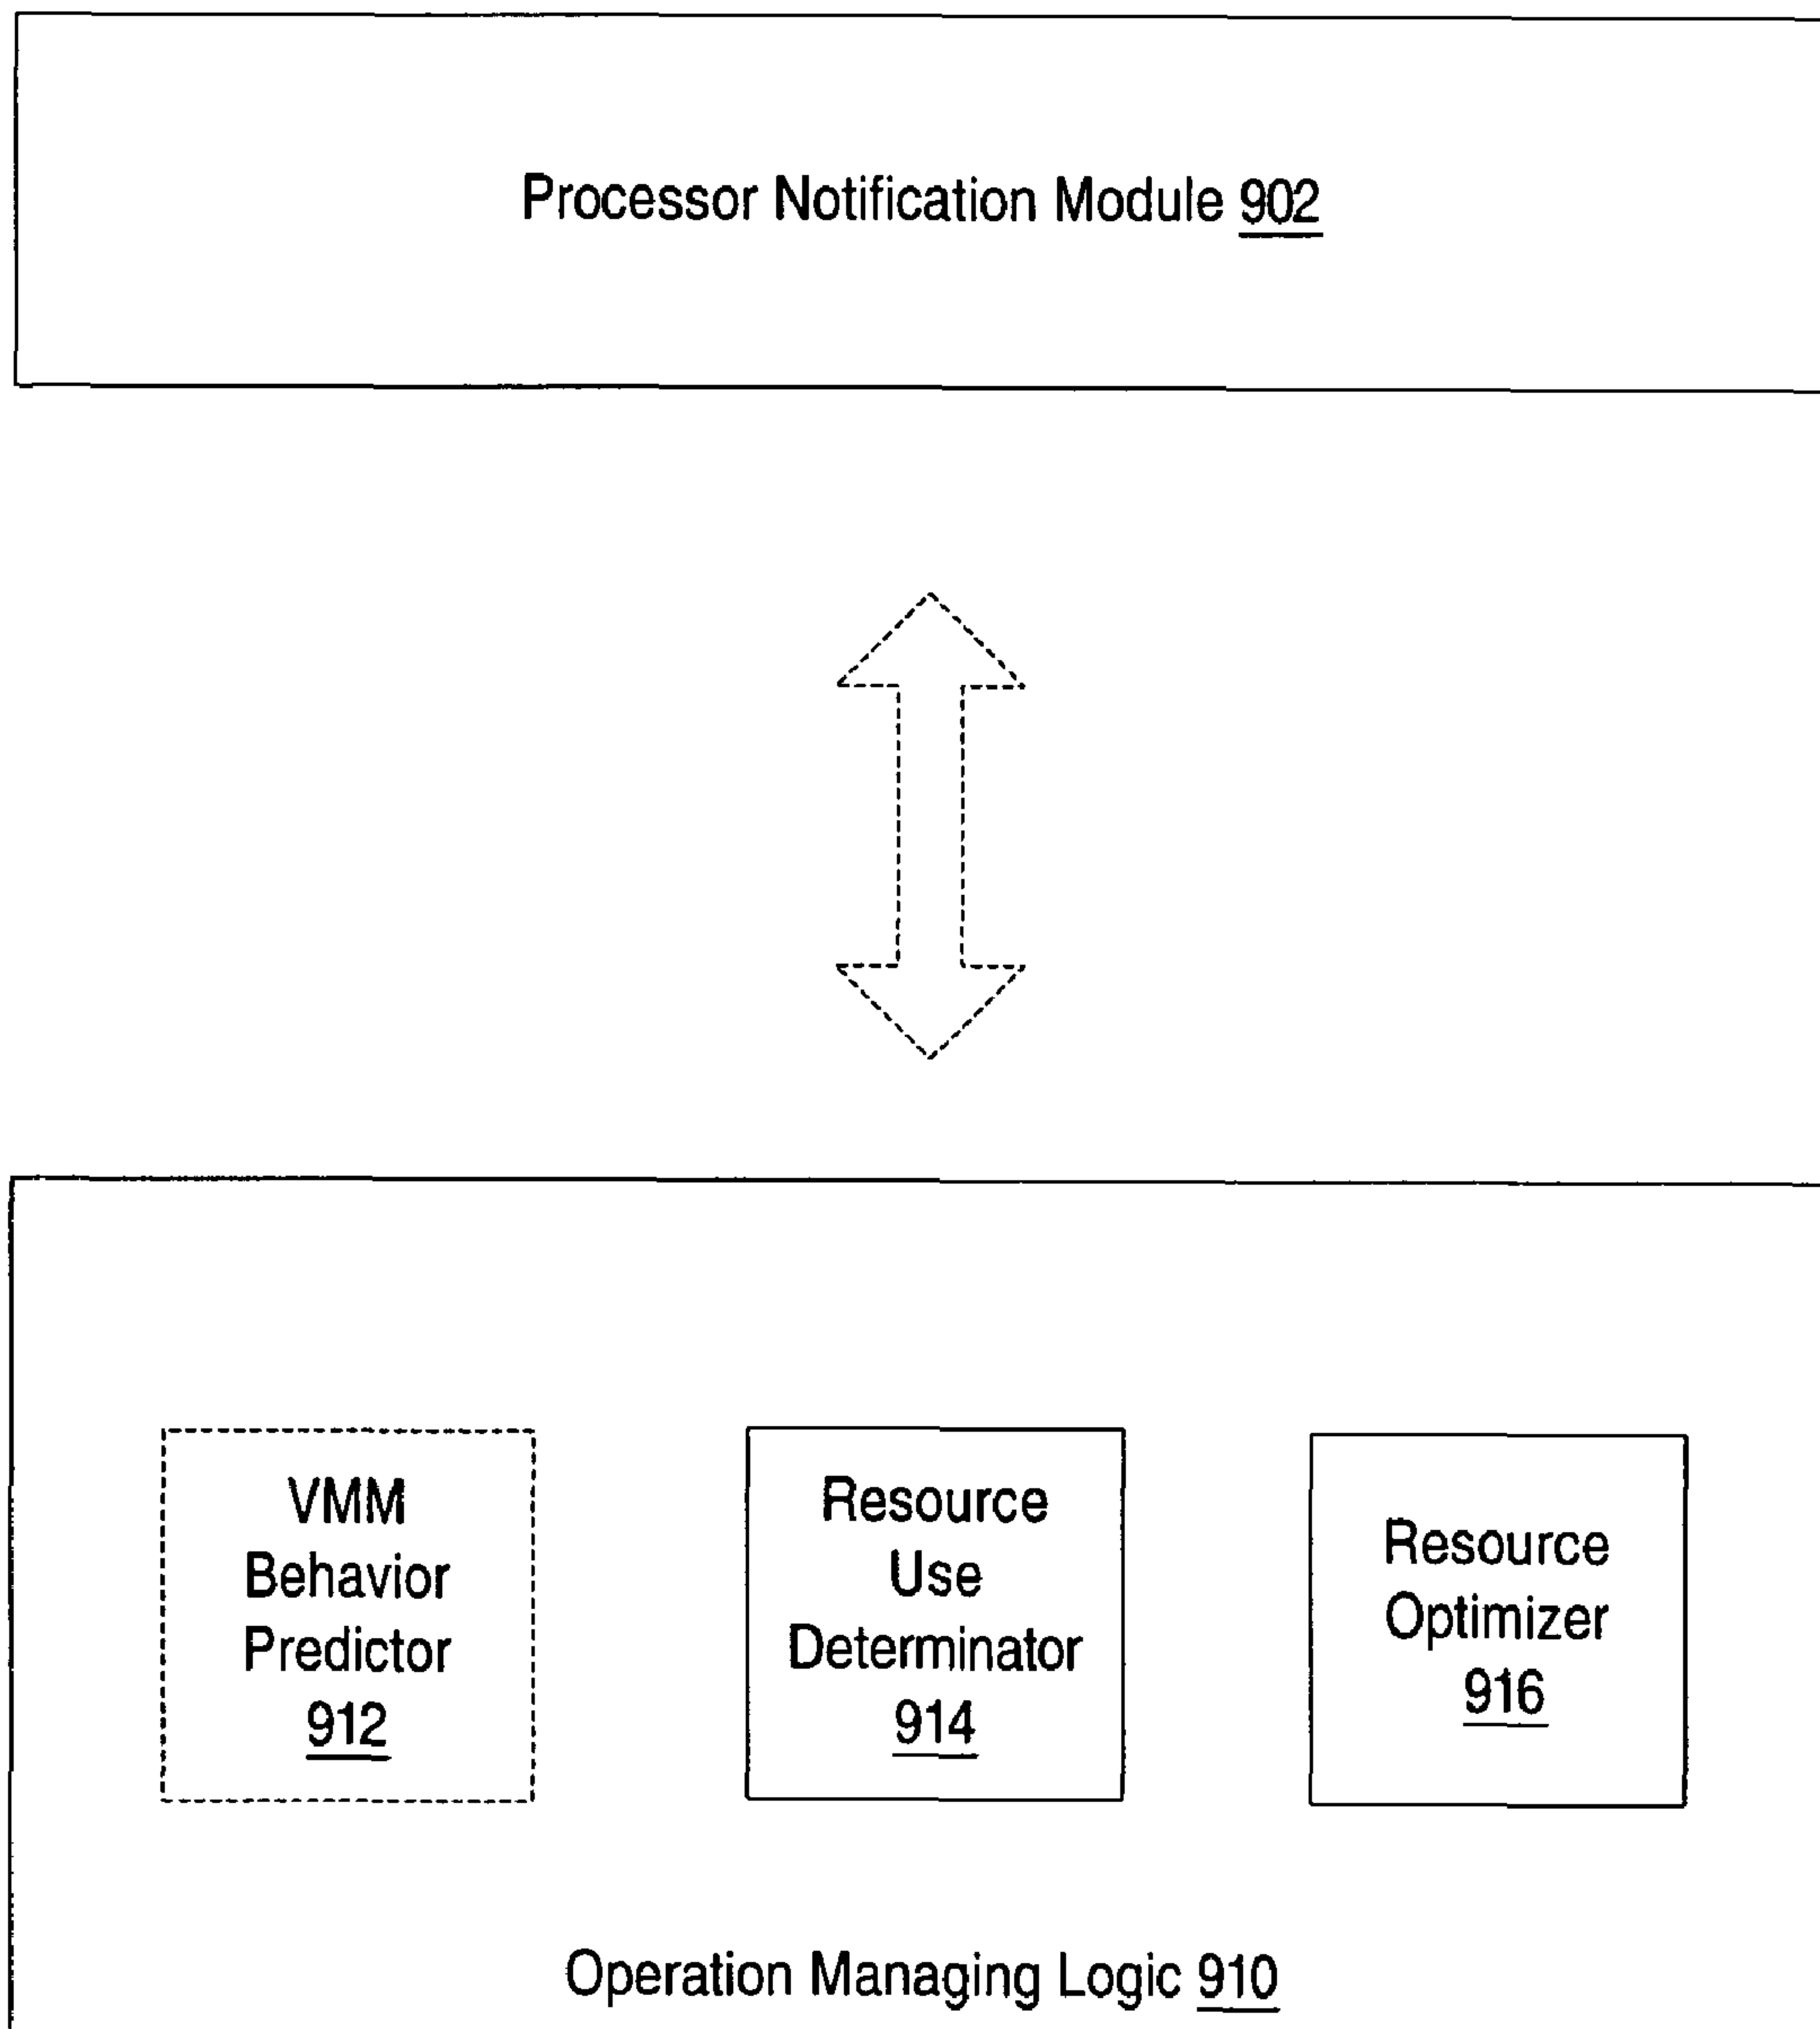 Processor Notification Module 902
VMM
Behavior
Predictor
912
Resource
Use
Determinator
914
Resource
Optimizer
916
Operation Managing Logic 910